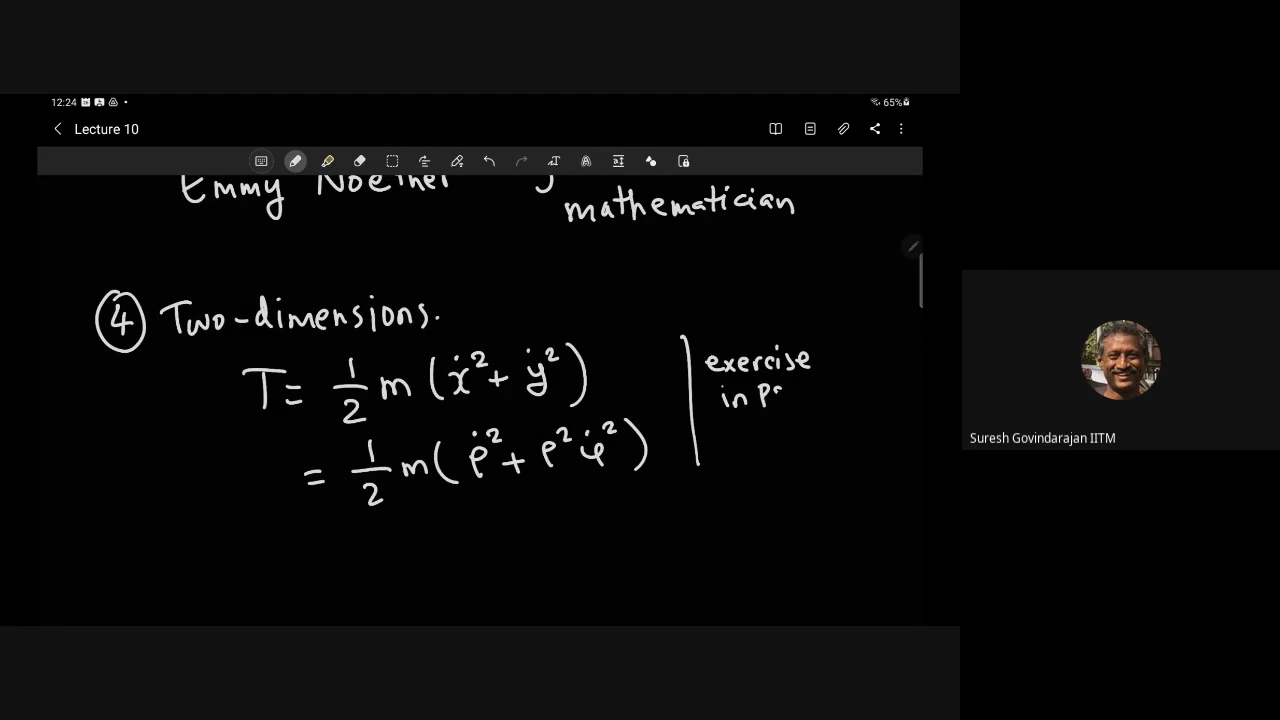 12:24
65%
Lecture 10
Emmy Noether
mathematician
④ Two-dimensions.
T = 1/2 m (ẋ² + ẏ²)
exercise
in
= 1/2 m (ρ̇² + ρ² φ̇²)
Suresh Govindarajan IITM